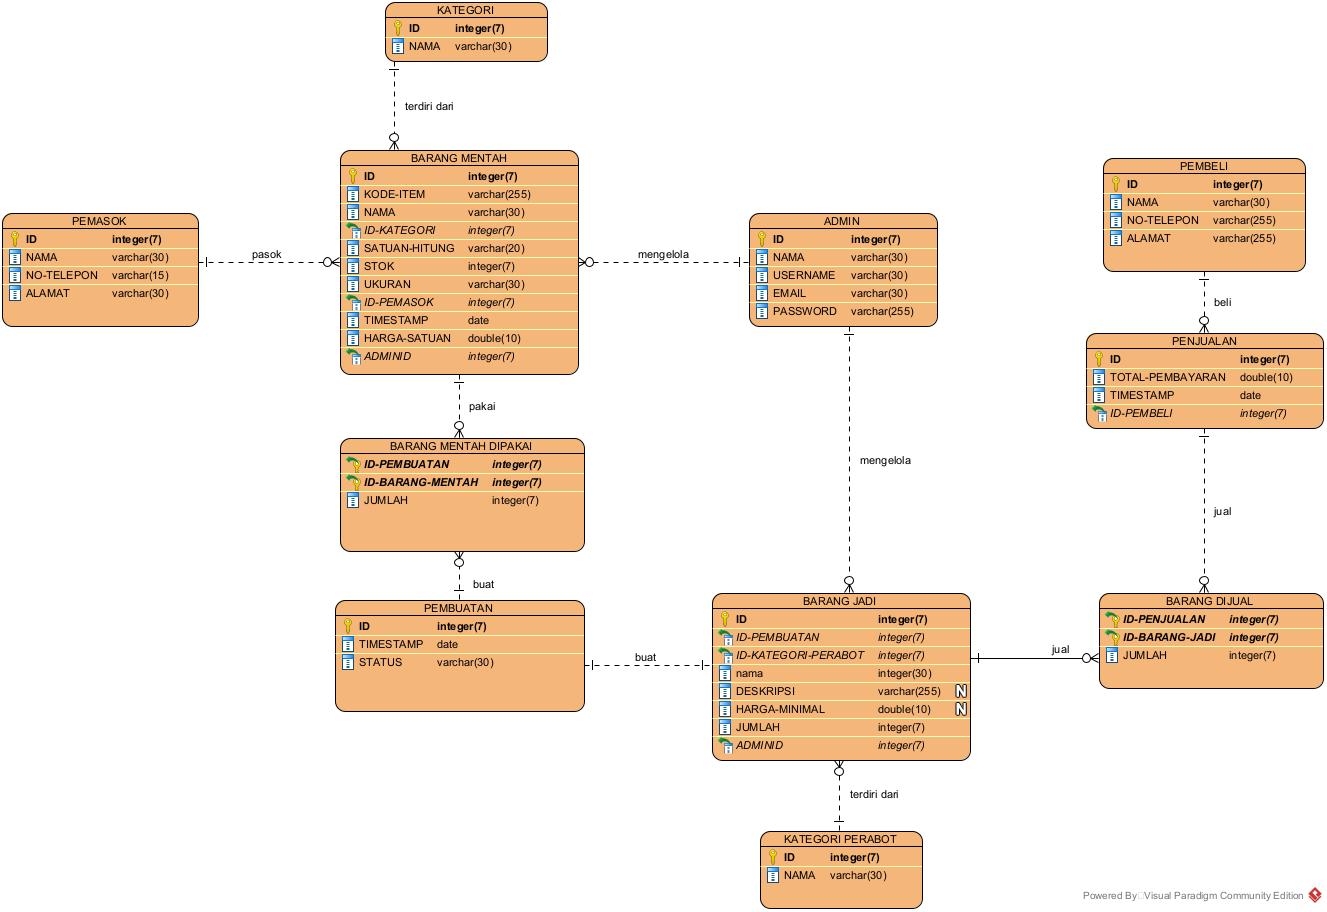 KATEGORI
ID integer(7)
NAMA varchar(30)
terdiri dari
BARANG MENTAH
ID integer(7)
KODE-ITEM varchar(255)
NAMA varchar(30)
ID-KATEGORI integer(7)
SATUAN-HITUNG varchar(20)
STOK integer(7)
UKURAN varchar(30)
ID-PEMASOK integer(7)
TIMESTAMP date
HARGA-SATUAN double(10)
ADMINID integer(7)
PEMASOK
ID integer(7)
NAMA varchar(30)
NO-TELEPON varchar(15)
ALAMAT varchar(30)
pasok
mengelola
ADMIN
ID integer(7)
NAMA varchar(30)
USERNAME varchar(30)
EMAIL varchar(30)
PASSWORD varchar(255)
PEMBELI
ID integer(7)
NAMA varchar(30)
NO-TELEPON varchar(255)
ALAMAT varchar(255)
beli
PENJUALAN
ID integer(7)
TOTAL-PEMBAYARAN double(10)
TIMESTAMP date
ID-PEMBELI integer(7)
pakai
BARANG MENTAH DIPAKAI
ID-PEMBUATAN integer(7)
ID-BARANG-MENTAH integer(7)
JUMLAH integer(7)
mengelola
jual
buat
PEMBUATAN
ID integer(7)
TIMESTAMP date
STATUS varchar(30)
buat
BARANG JADI
ID integer(7)
ID-PEMBUATAN integer(7)
ID-KATEGORI-PERABOT integer(7)
nama integer(30)
DESKRIPSI varchar(255) N
HARGA-MINIMAL double(10) N
JUMLAH integer(7)
ADMINID integer(7)
jual
BARANG DIJUAL
ID-PENJUALAN integer(7)
ID-BARANG-JADI integer(7)
JUMLAH integer(7)
terdiri dari
KATEGORI PERABOT
ID integer(7)
NAMA varchar(30)
Powered By Visual Paradigm Community Edition